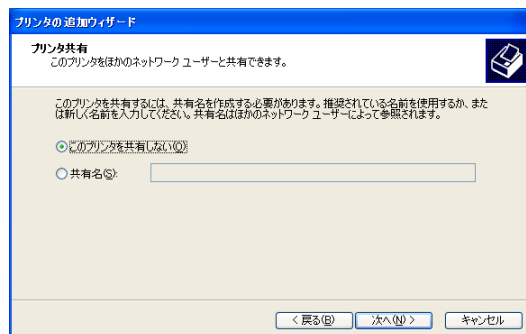 プリンタの追加ウィザード
プリンタ共有
このプリンタをほかのネットワーク ユーザーと共有できます。
このプリンタを共有するには、共有名を作成する必要があります。推奨されている名前を使用するか、また
は新しく名前を入力してください。共有名はほかのネットワーク ユーザーによって参照されます。
このプリンタを共有しない(O)
共有名(S):
< 戻る(B)
次へ(N) >
キャンセル